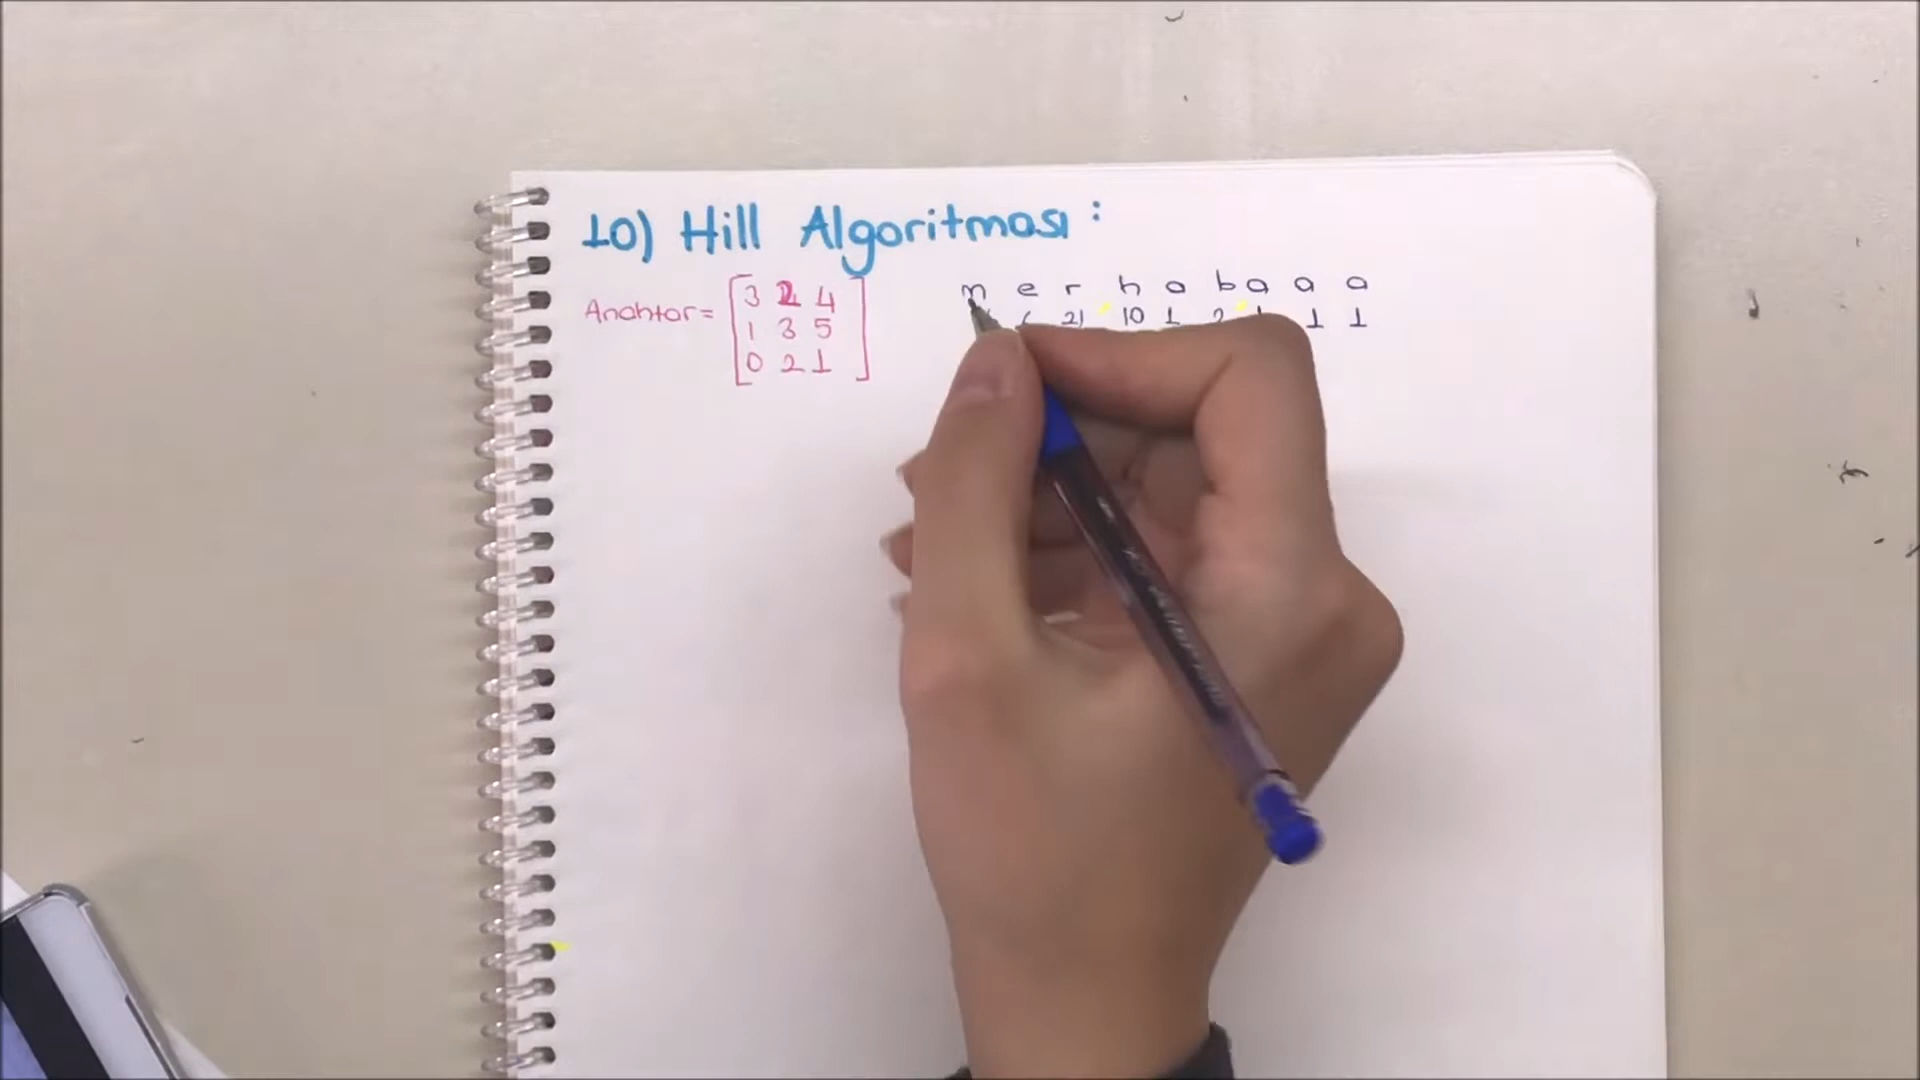 10) Hill Algoritması :
Anahtar = 3 2 4
1 3 5
0 2 1
m e r h a b a a a
21 10 1 2 1 1 1